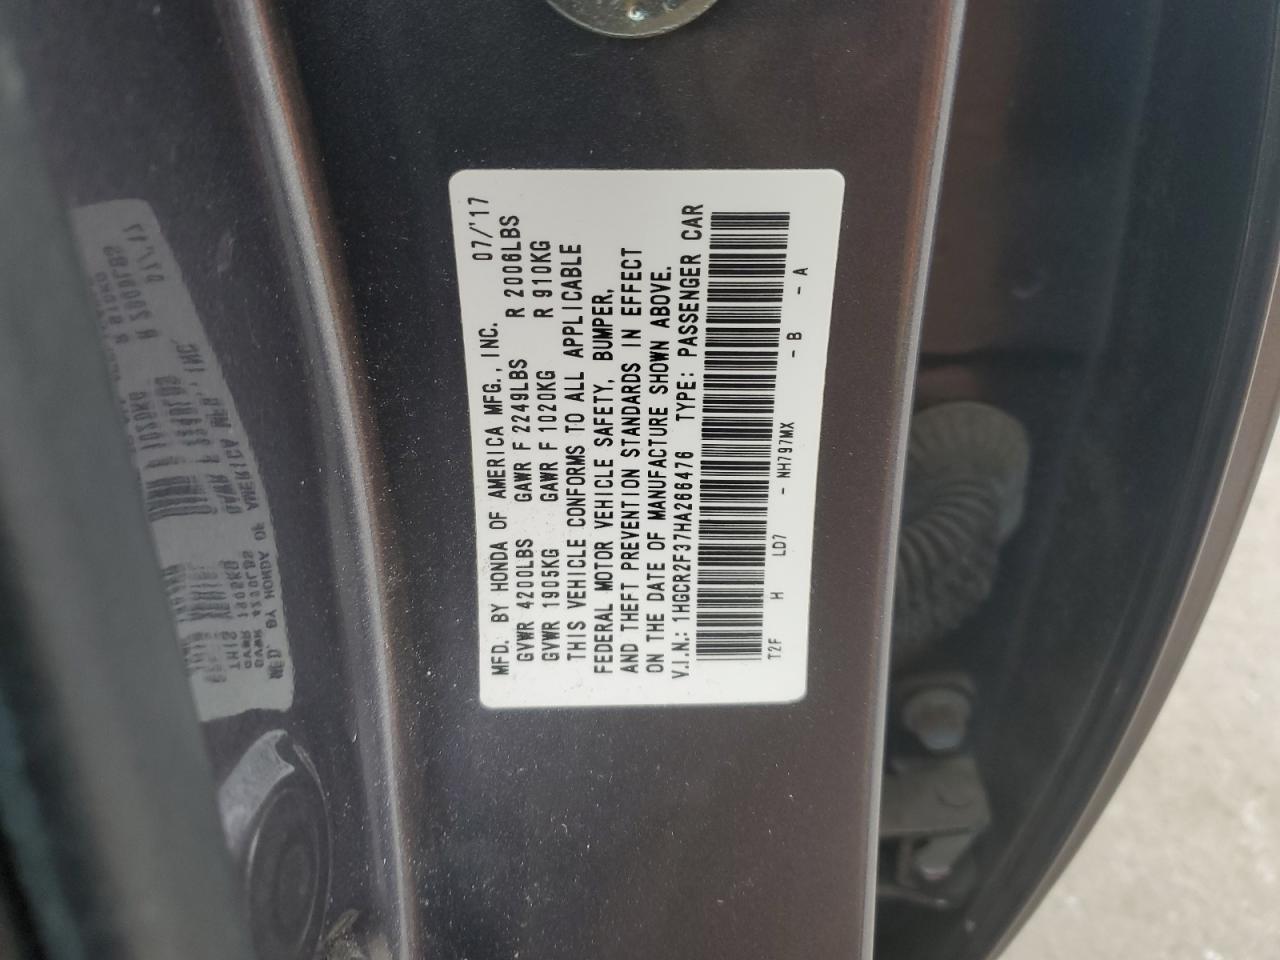 MFD. BY HONDA OF AMERICA MFG., INC. 07/'17
GVWR 4200LBS GAWR F 2249LBS R 2006LBS
GVWR 1905KG GAWR F 1020KG R 910KG
THIS VEHICLE CONFORMS TO ALL APPLICABLE
FEDERAL MOTOR VEHICLE SAFETY, BUMPER,
AND THEFT PREVENTION STANDARDS IN EFFECT
ON THE DATE OF MANUFACTURE SHOWN ABOVE.
V.I.N.: 1HGCR2F37HA266476 TYPE: PASSENGER CAR
T2F H LD7 - NH797MX - B - A